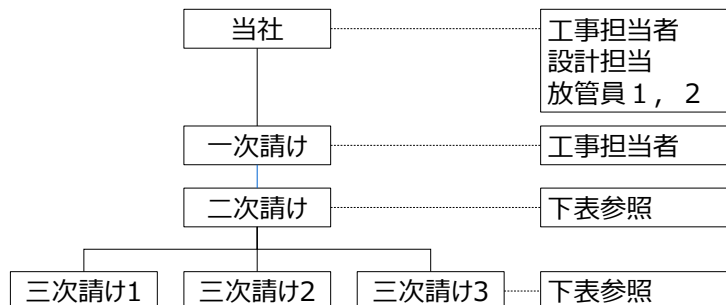 当社
工事担当者
設計担当
放管員１，２
一次請け
工事担当者
二次請け
下表参照
三次請け1
三次請け2
三次請け3
下表参照